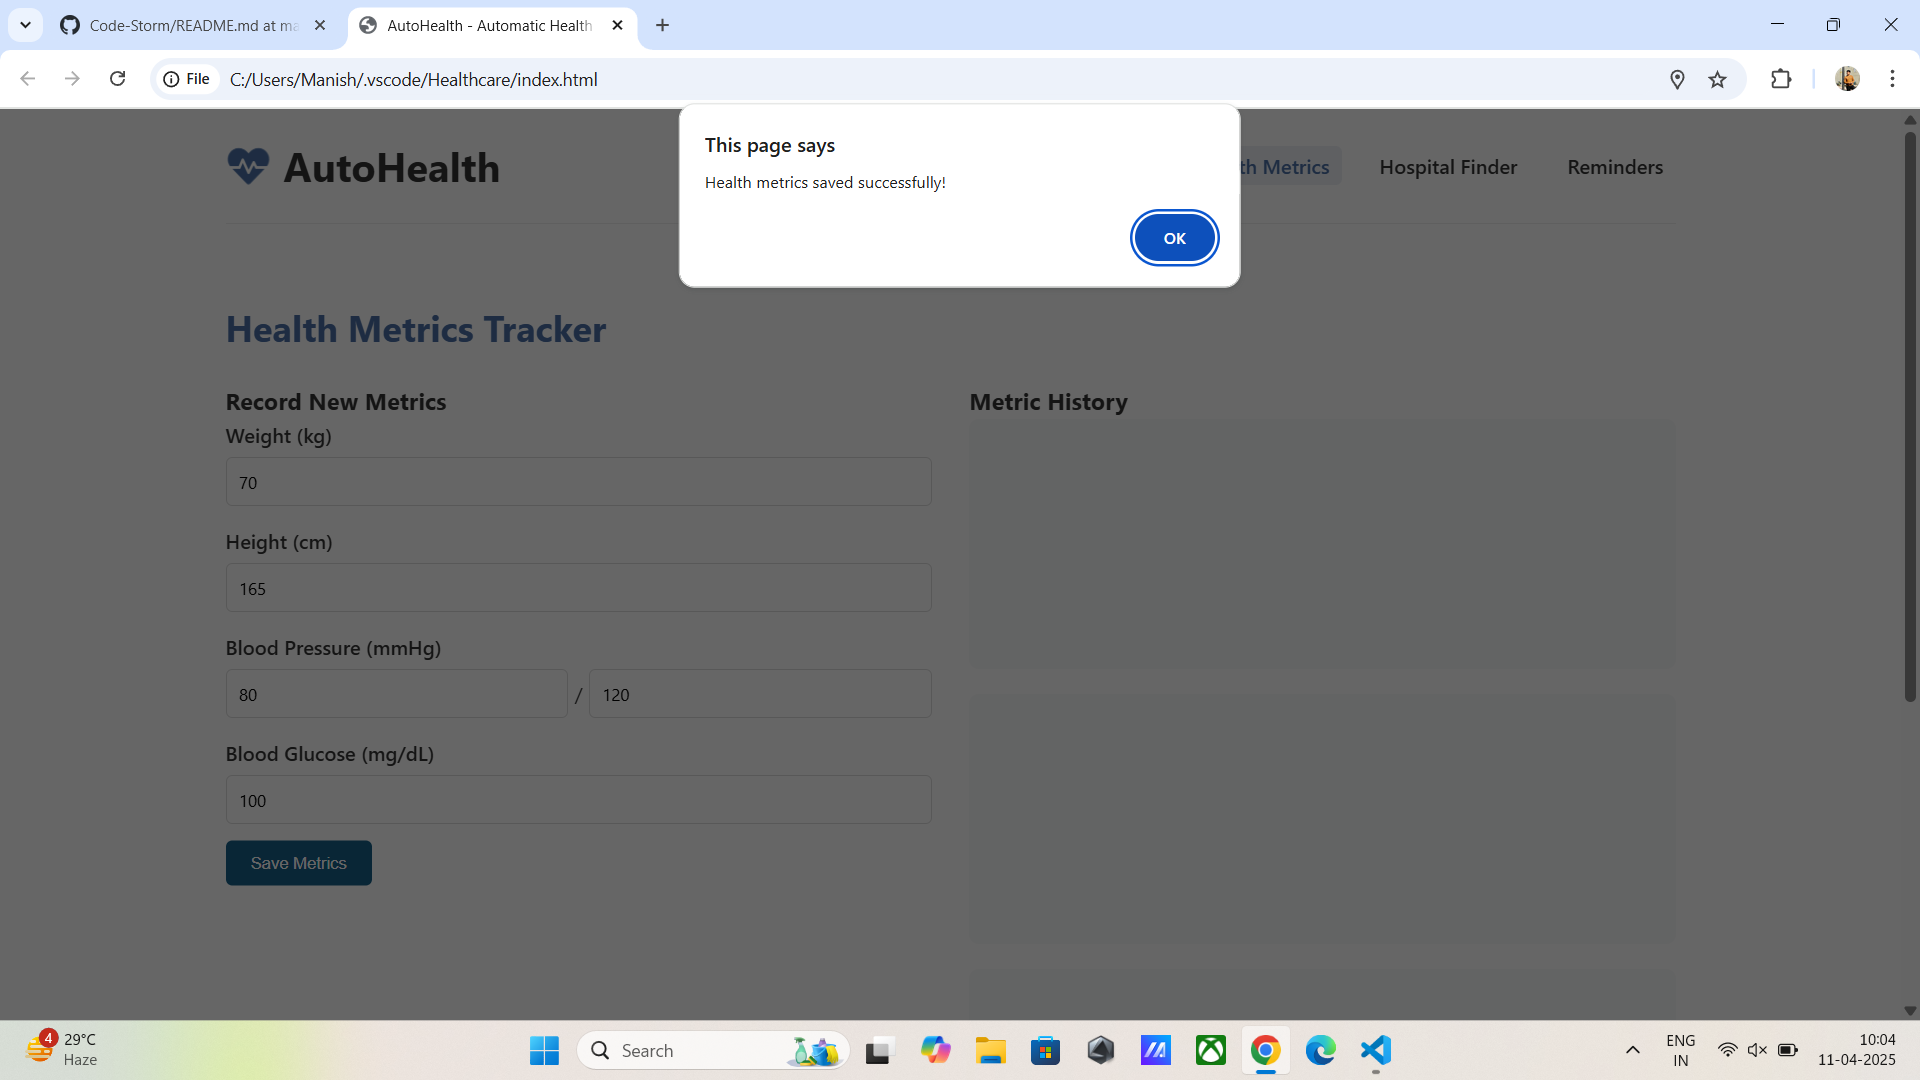 Code-Storm/README.md at ma
AutoHealth - Automatic Health
File
C:/Users/Manish/.vscode/Healthcare/index.html
This page says
Health metrics saved successfully!
OK
AutoHealth
th Metrics
Hospital Finder
Reminders
Health Metrics Tracker
Record New Metrics
Weight (kg)
70
Height (cm)
165
Blood Pressure (mmHg)
80 / 120
Blood Glucose (mg/dL)
100
Save Metrics
Metric History
4
29°C
Haze
Search
ENG
IN
10:04
11-04-2025